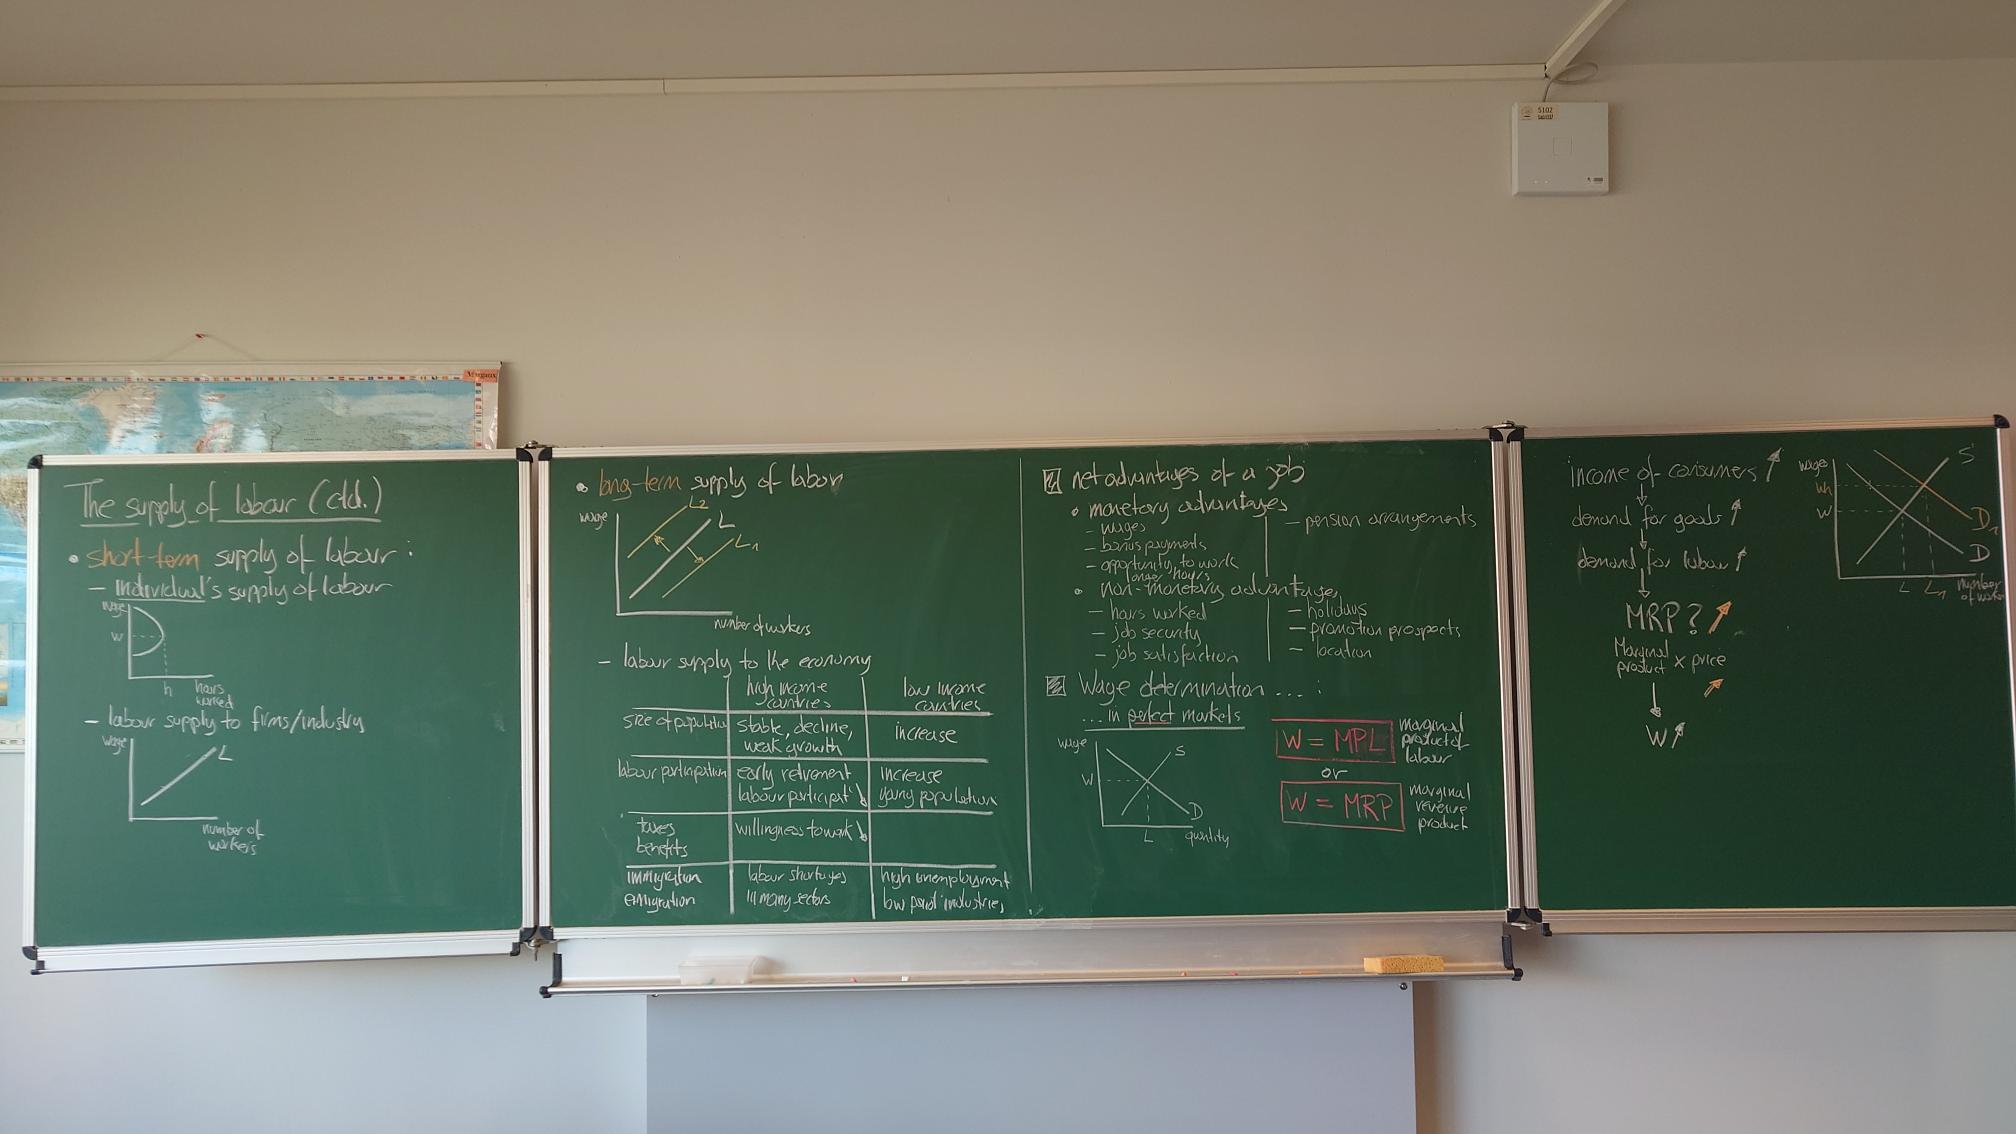 The supply of labour (ctd.)
• short-term supply of labour:
– individual's supply of labour
wage
W
h
hours
worked
– labour supply to firms/industry
wage
L
number of
workers
• long-term supply of labour
wage
L2
L
L1
number of workers
– labour supply to the economy
high income
countries
low income
countries
size of population
stable, decline,
weak growth
increase
labour participation
early retirement
labour participat' ↘
increase
young population
taxes
benefits
willingness to work ↘
immigration
emigration
labour shortages
in many sectors
high unemployment
low paid industries
net advantages of a job
• monetary advantages
– wages
– bonus payments
– opportunity to work
longer hours
– pension arrangements
• non-monetary advantages
– hours worked
– job security
– job satisfaction
– holidays
– promotion prospects
– location
Wage determination .... :
... in perfect markets
wage
S
W
D
L
quantity
W = MPL
marginal
product of
labour
or
W = MRP
marginal
revenue
product
income of consumers ↗
↓
demand for goods ↗
↓
demand for labour ↗
↓
MRP? ↗
Marginal
product x price
↗
↓
W ↗
wage
S
W1
W
D1
D
L
L1
number
of workers
5102